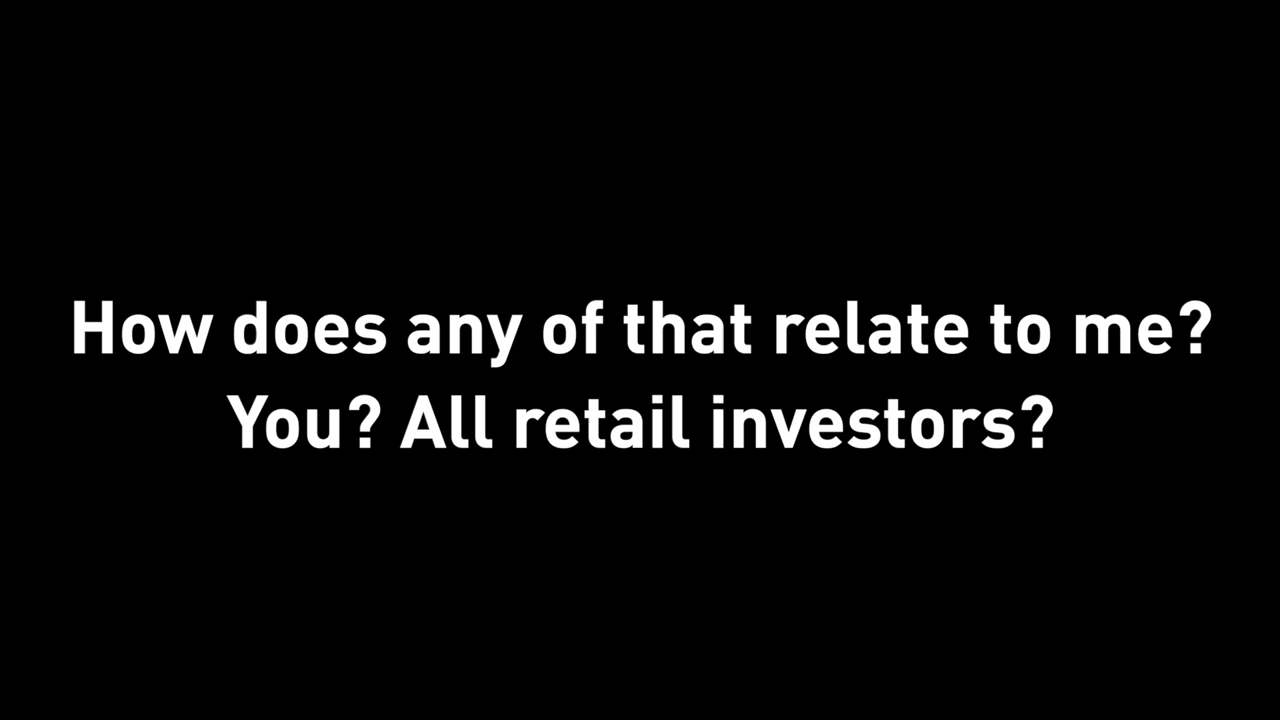 How does any of that relate to me?
You? All retail investors?